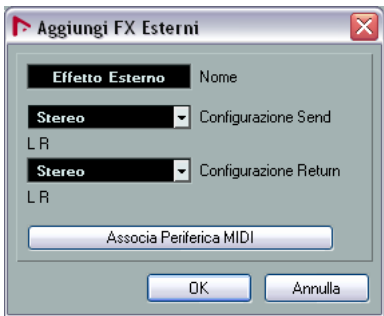 Aggiungi FX Esterni
Effetto Esterno Nome
Stereo Configurazione Send
L R
Stereo Configurazione Return
L R
Associa Periferica MIDI
OK Annulla